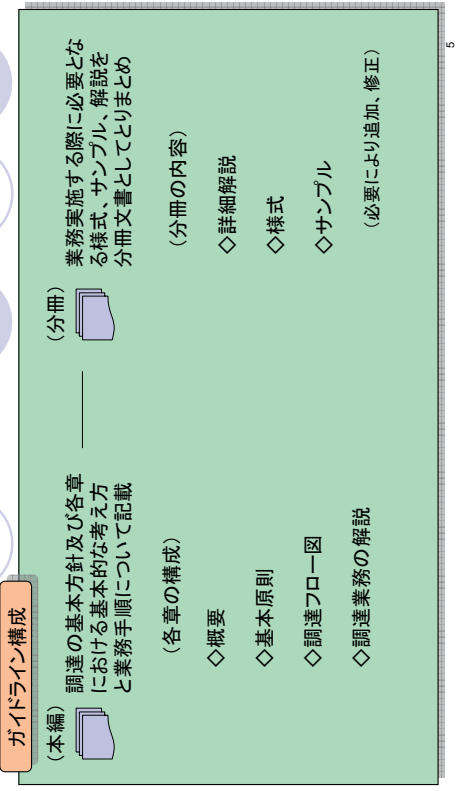 ガイドライン構成
(本編)
調達の基本方針及び各章
における基本的な考え方
と業務手順について記載
(各章の構成)
◇概要
◇基本原則
◇調達フロー図
◇調達業務の解説
(分冊)
業務実施する際に必要とな
る様式、サンプル、解説を
分冊文書としてとりまとめ
(分冊の内容)
◇詳細解説
◇様式
◇サンプル
(必要により追加、修正)
5